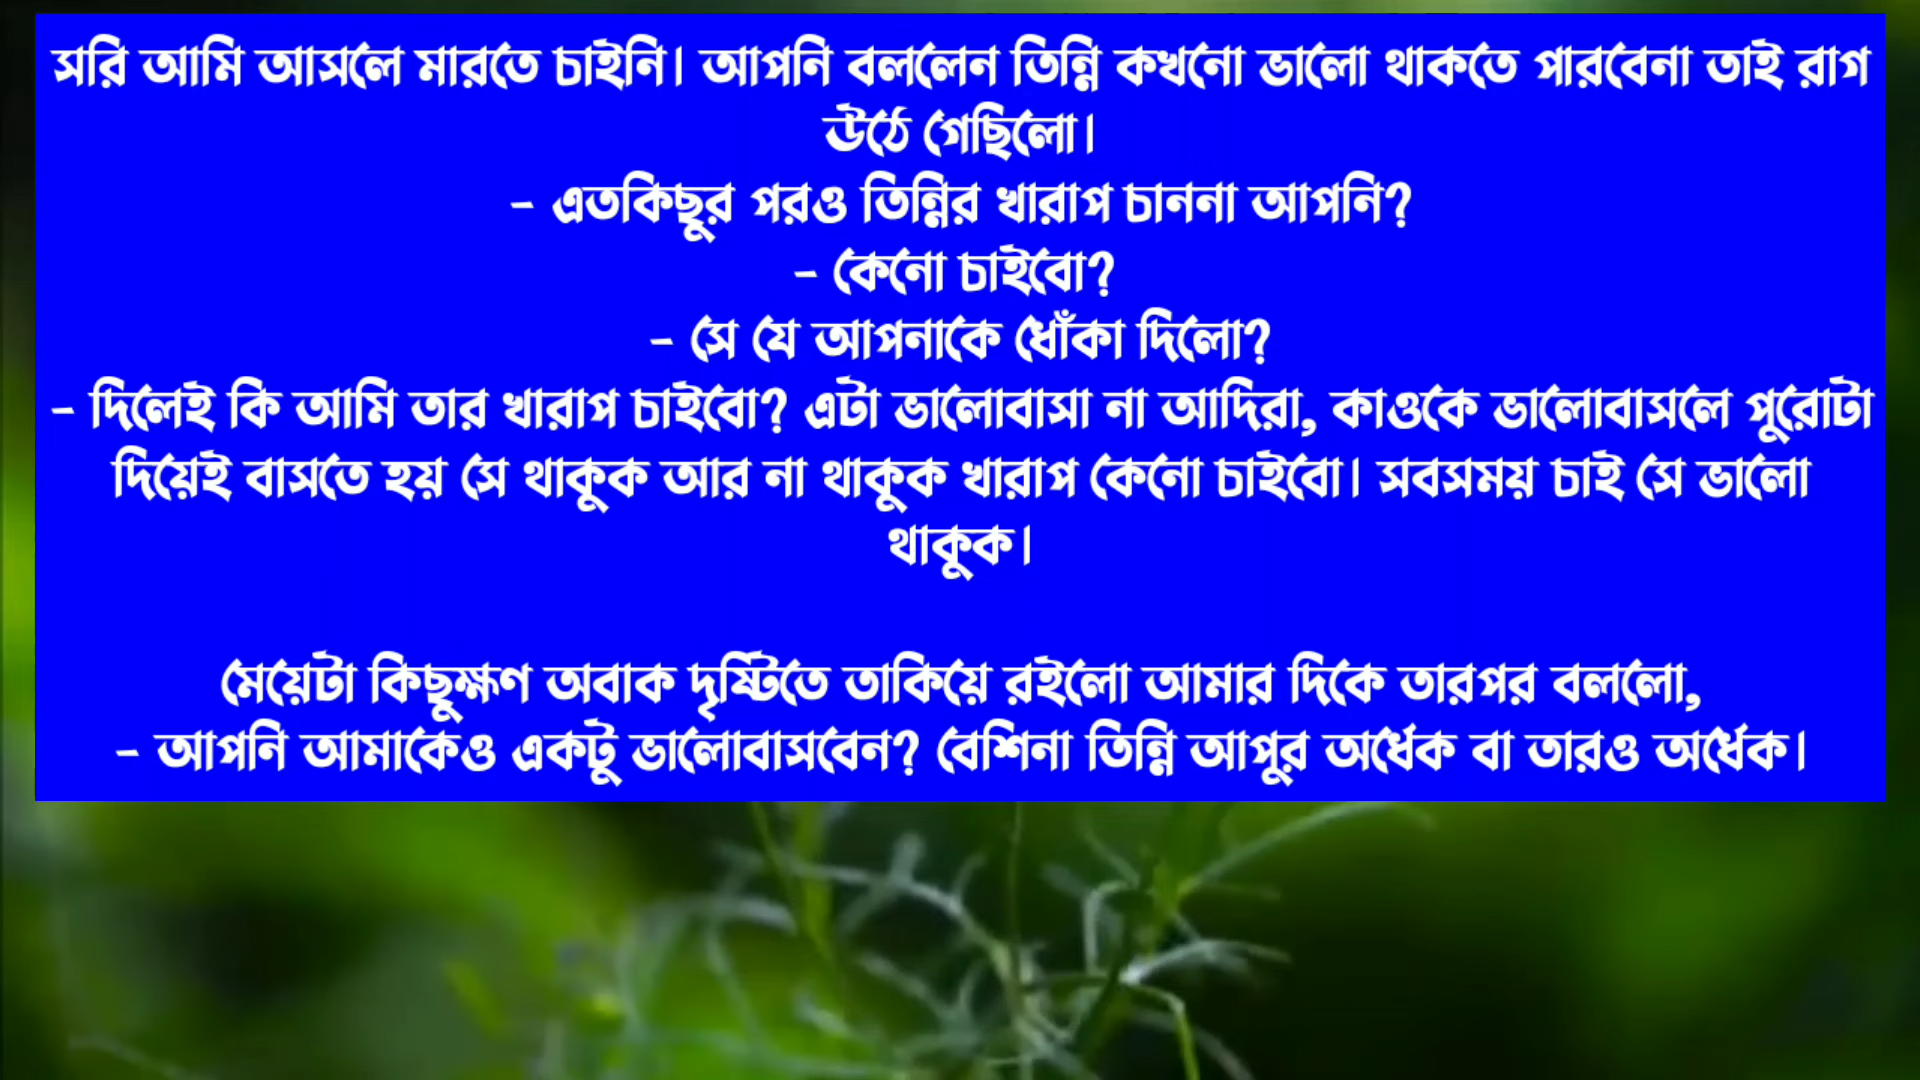 সরি আমি আসলে মারতে চাইনি। আপনি বললেন তিন্নি কখনো ভালো থাকতে পারবেনা তাই রাগ
উঠে গেছিলো।
- এতকিছুর পরও তিন্নির খারাপ চাননা আপনি?
- কেনো চাইবো?
- সে যে আপনাকে ধোঁকা দিলো?
- দিলেই কি আমি তার খারাপ চাইবো? এটা ভালোবাসা না আদিরা, কাওকে ভালোবাসলে পুরোটা
দিয়েই বাসতে হয় সে থাকুক আর না থাকুক খারাপ কেনো চাইবো। সবসময় চাই সে ভালো
থাকুক।
মেয়েটা কিছুক্ষণ অবাক দৃষ্টিতে তাকিয়ে রইলো আমার দিকে তারপর বললো,
- আপনি আমাকেও একটু ভালোবাসবেন? বেশিনা তিন্নি আপুর অর্ধেক বা তারও অর্ধেক।